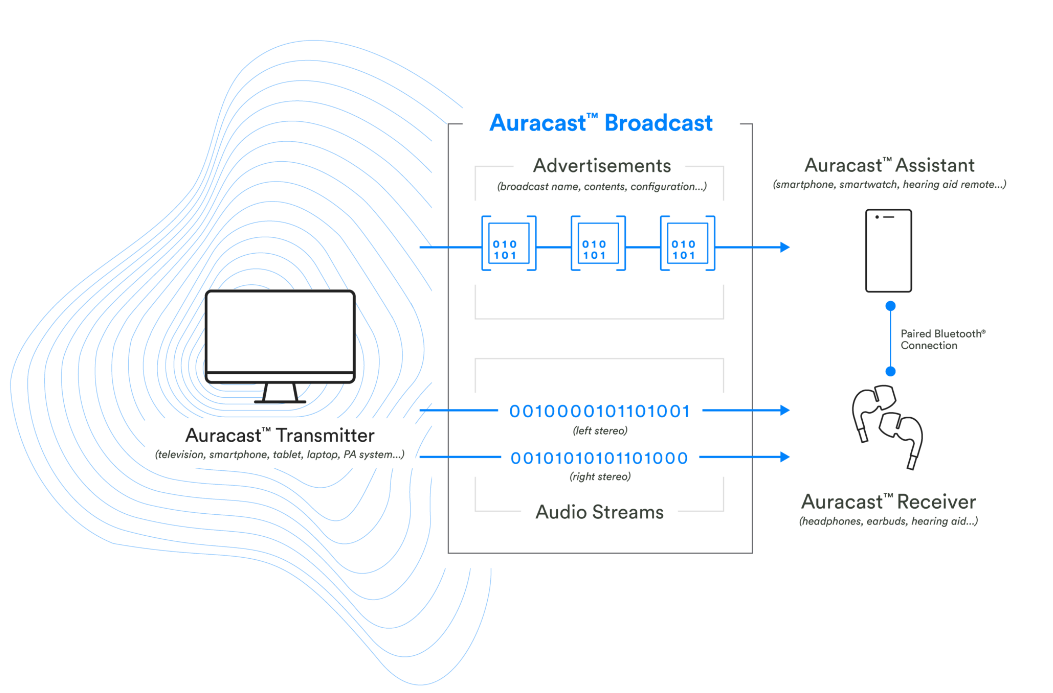 Auracast™ Broadcast
Advertisements
(broadcast name, contents, configuration...)
010
101
010
101
010
101
Auracast™ Assistant
(smartphone, smartwatch, hearing aid remote...)
Paired Bluetooth®
Connection
Auracast™ Transmitter
(television, smartphone, tablet, laptop, PA system...)
0010000101101001
(left stereo)
00101010101101000
(right stereo)
Audio Streams
Auracast™ Receiver
(headphones, earbuds, hearing aid...)